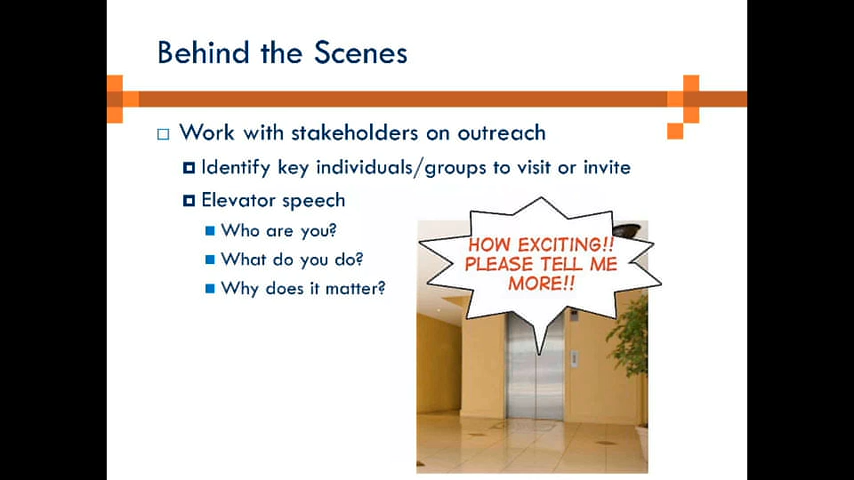 Behind the Scenes
Work with stakeholders on outreach
Identify key individuals/groups to visit or invite
Elevator speech
Who are you?
What do you do?
Why does it matter?
HOW EXCITING!!
PLEASE TELL ME
MORE!!